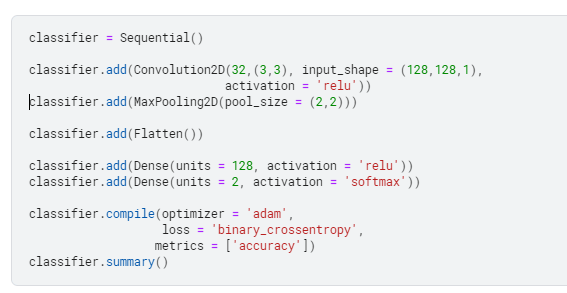 classifier = Sequential()
classifier.add(Convolution2D(32,(3,3), input_shape = (128,128,1),
activation = 'relu'))
classifier.add(MaxPooling2D(pool_size = (2,2)))
classifier.add(Flatten())
classifier.add(Dense(units = 128, activation = 'relu'))
classifier.add(Dense(units = 2, activation = 'softmax'))
classifier.compile(optimizer = 'adam',
loss = 'binary_crossentropy',
metrics = ['accuracy'])
classifier.summary()